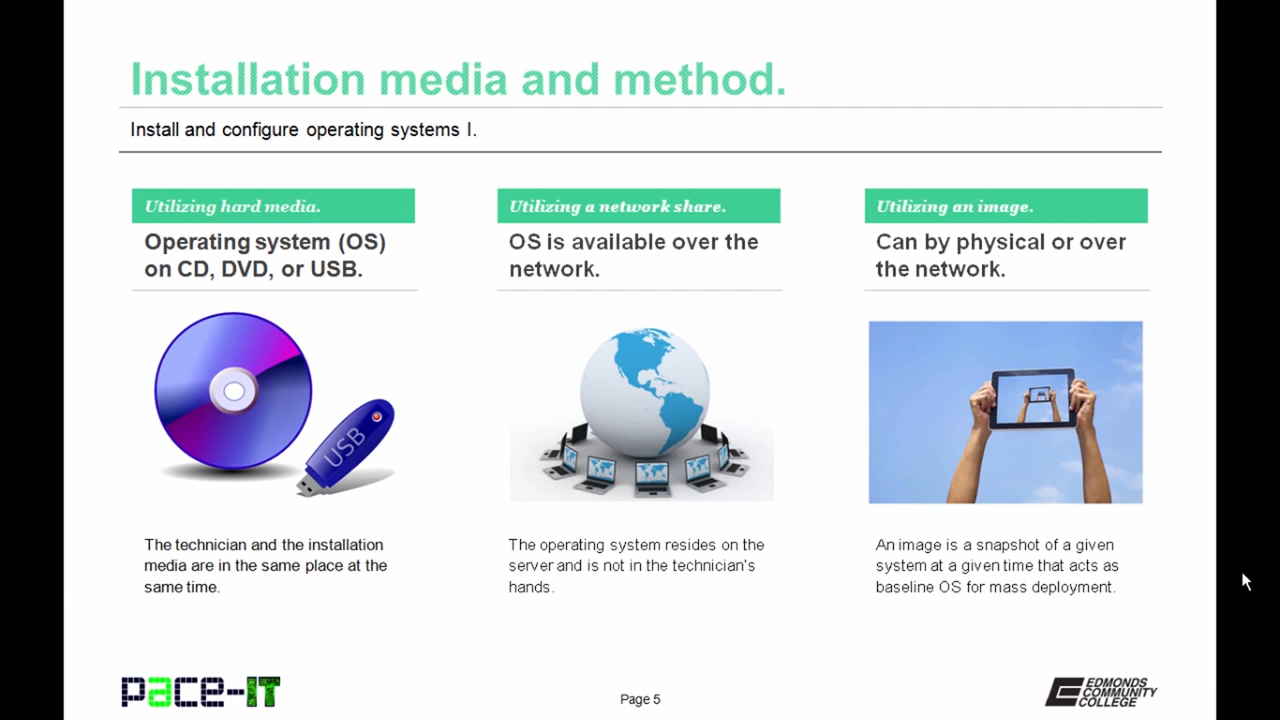 Installation media and method.
Install and configure operating systems I.
Utilizing hard media.
Operating system (OS)
on CD, DVD, or USB.
USB
The technician and the installation
media are in the same place at the
same time.
Utilizing a network share.
OS is available over the
network.
The operating system resides on the
server and is not in the technician's
hands.
Utilizing an image.
Can by physical or over
the network.
An image is a snapshot of a given
system at a given time that acts as
baseline OS for mass deployment.
pace-IT
Page 5
EDMONDS
COMMUNITY
COLLEGE